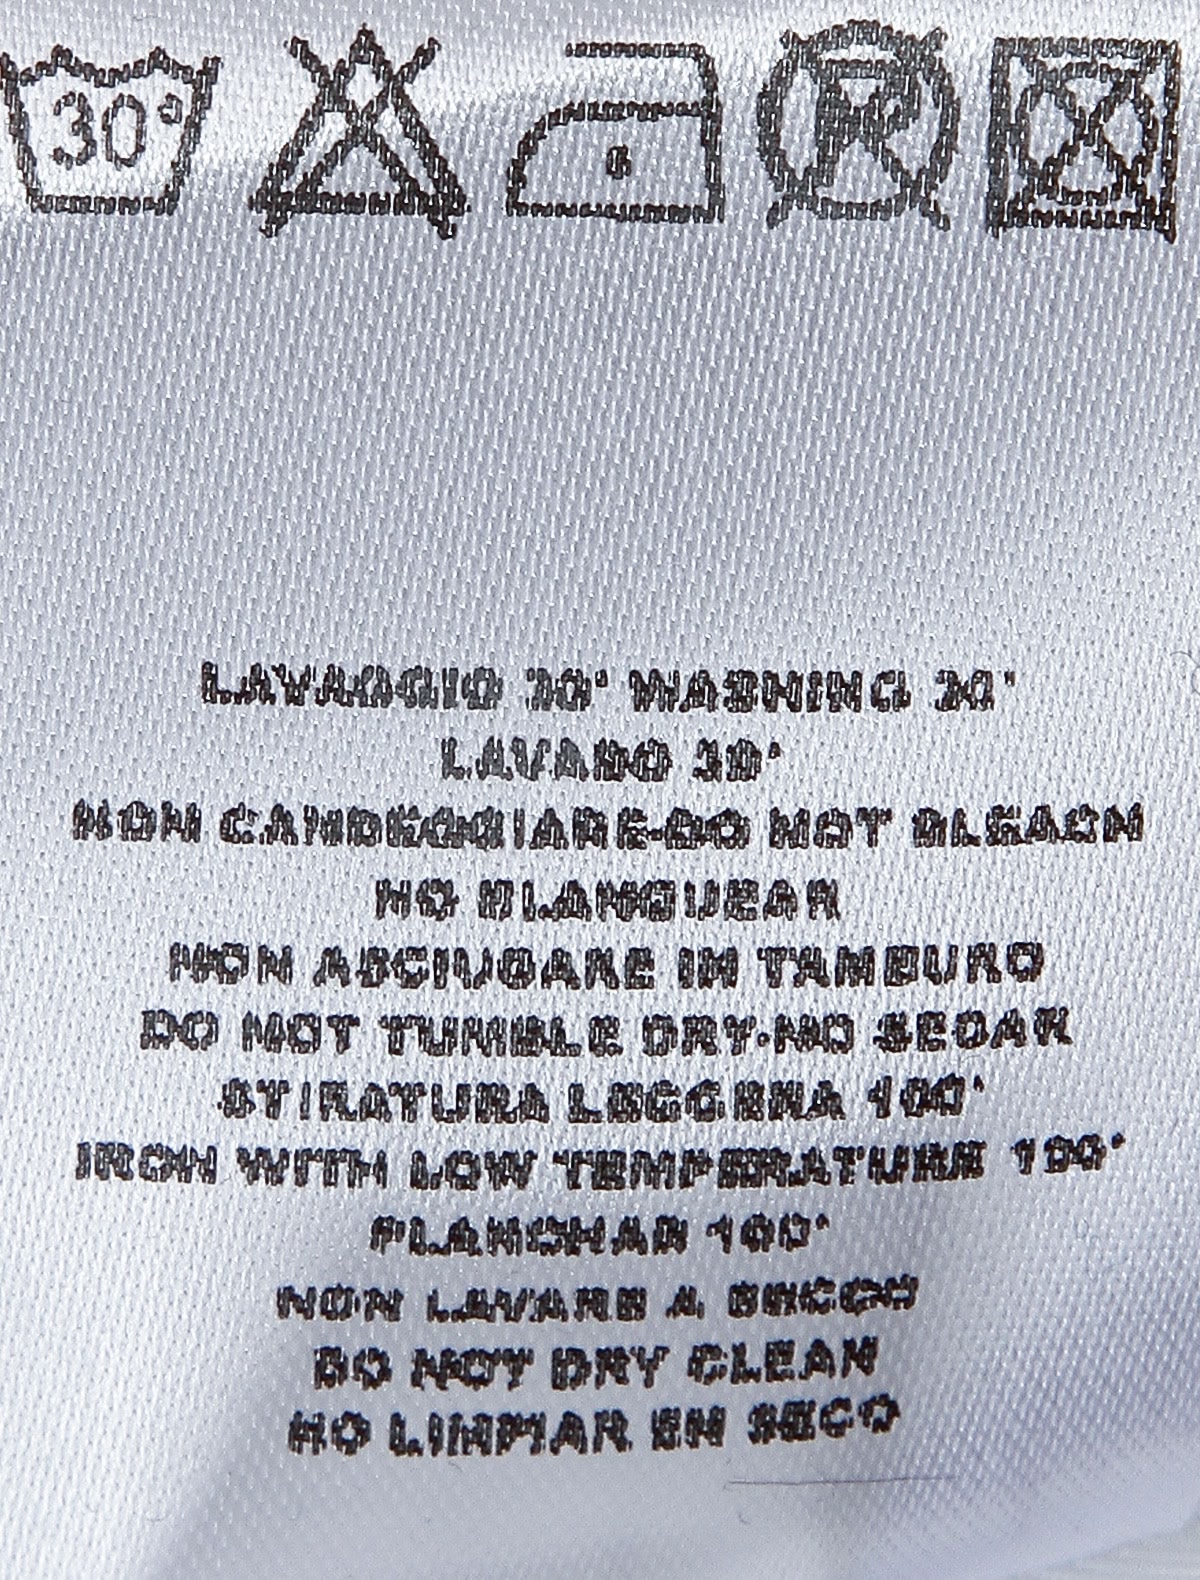 30°
LAVAGGIO 30° WASHING 30°
LAVADO 30°
NON CANDEGGIARE-DO NOT BLEACH
NO BLANQUEAR
NON ASCIUGARE IN TAMBURO
DO NOT TUMBLE DRY-NO SECAR
STIRATURA LEGGERA 100°
IRON WITH LOW TEMPERATURE 100°
PLANCHAR 100°
NON LAVARE A SECCO
DO NOT DRY CLEAN
NO LIMPIAR EN SECO